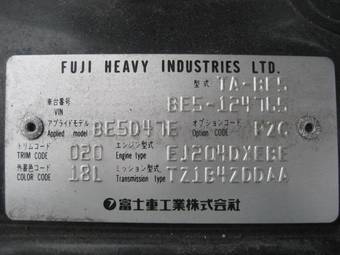 FUJI HEAVY INDUSTRIES LTD.
型式 TA-BE5
車台番号 VIN BE5-124755
アプライドモデル Applied model BE5D47E オプションコード Option code PZC
トリムコード TRIM CODE 020 エンジン型式 Engine type EJ204DXEBE
外装色コード COLOR CODE 18L ミッション型式 Transmission type TZ1B4ZDDAA
富士重工業株式会社